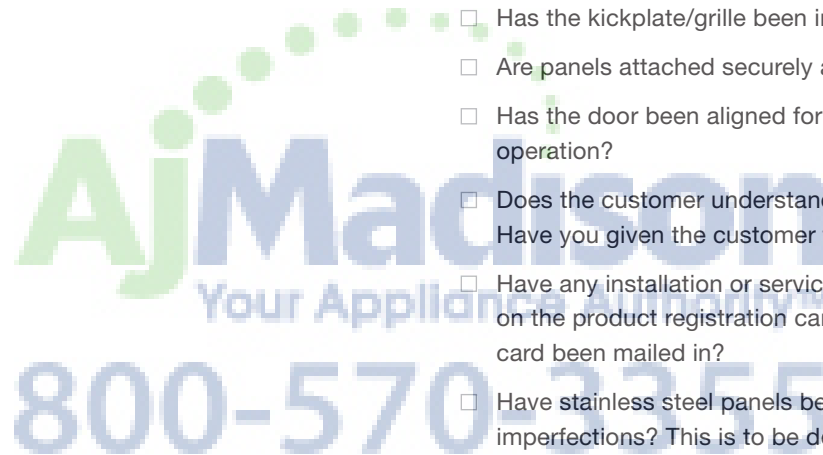 Has the kickplate/grille been
Are panels attached securely
Has the door been aligned for
operation?
Does the customer understand
Have you given the customer
Have any installation or servic
on the product registration car
card been mailed in?
Have stainless steel panels be
imperfections? This is to be d
AjMadison
Your Appliance Authority™
800-570-3355